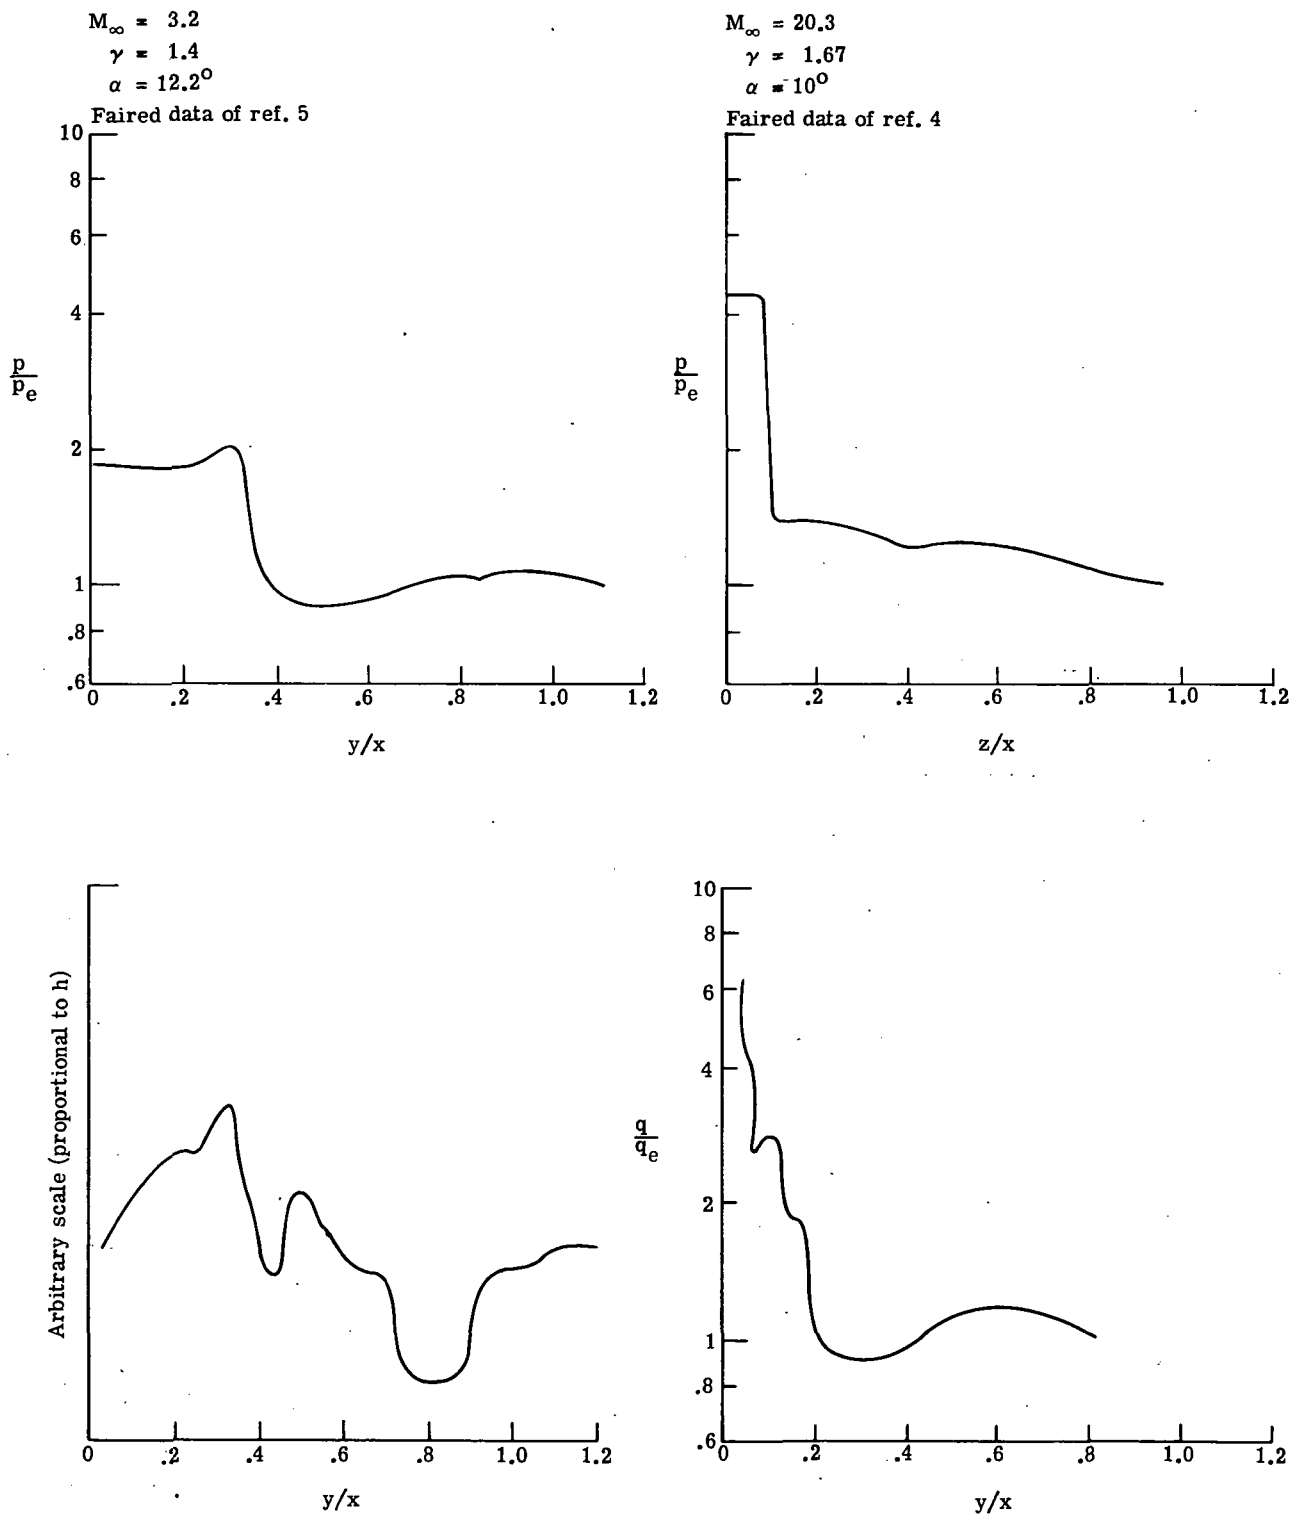 M∞ = 3.2
γ = 1.4
α = 12.2°
Faired data of ref. 5
10
8
6
4
2
1
.8
.6
p/pe
0 .2 .4 .6 .8 1.0 1.2
y/x
M∞ = 20.3
γ = 1.67
α = 10°
Faired data of ref. 4
p/pe
0 .2 .4 .6 .8 1.0 1.2
z/x
Arbitrary scale (proportional to h)
0 .2 .4 .6 .8 1.0 1.2
y/x
10
8
6
4
2
1
.8
.6
q/qe
0 .2 .4 .6 .8 1.0 1.2
y/x